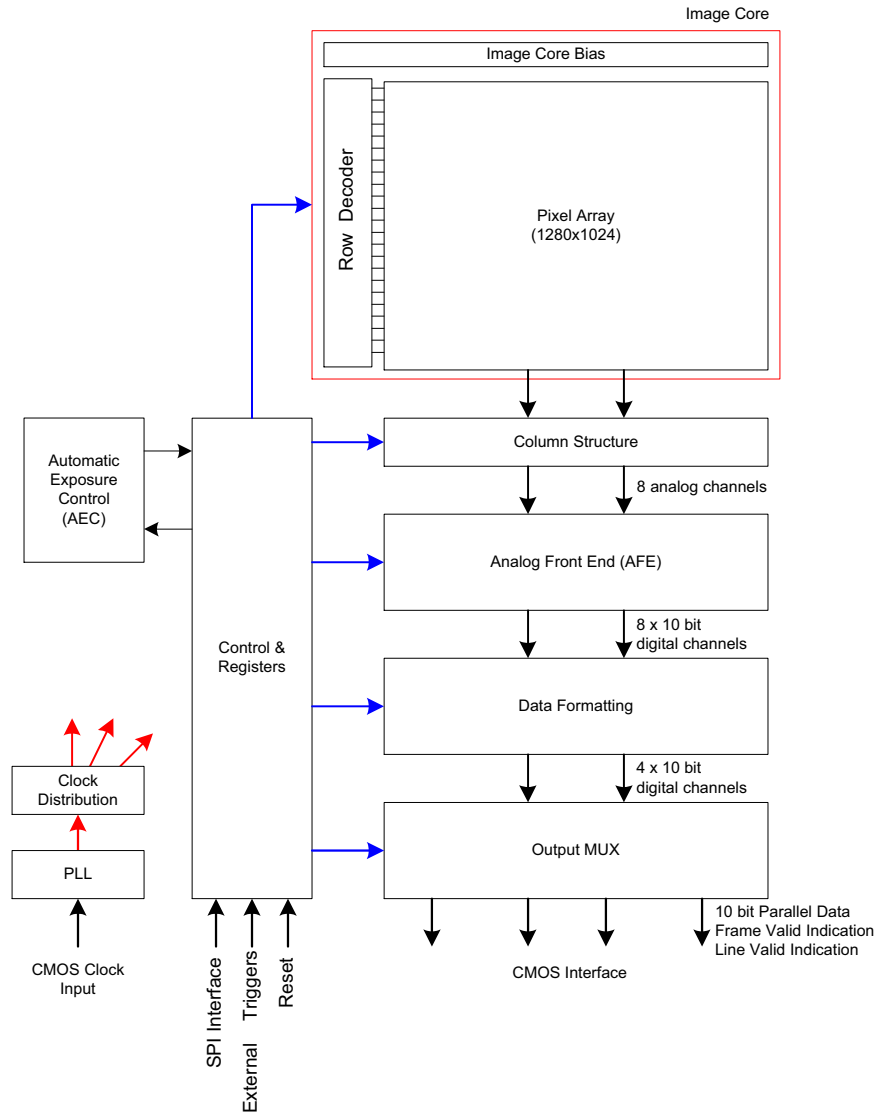 Image Core
Image Core Bias
Row Decoder
Pixel Array
(1280x1024)
Column Structure
8 analog channels
Automatic
Exposure
Control
(AEC)
Analog Front End (AFE)
8 x 10 bit
digital channels
Control &
Registers
Data Formatting
4 x 10 bit
digital channels
Clock
Distribution
Output MUX
PLL
10 bit Parallel Data
Frame Valid Indication
Line Valid Indication
CMOS Interface
CMOS Clock
Input
SPI Interface
External Triggers
Reset